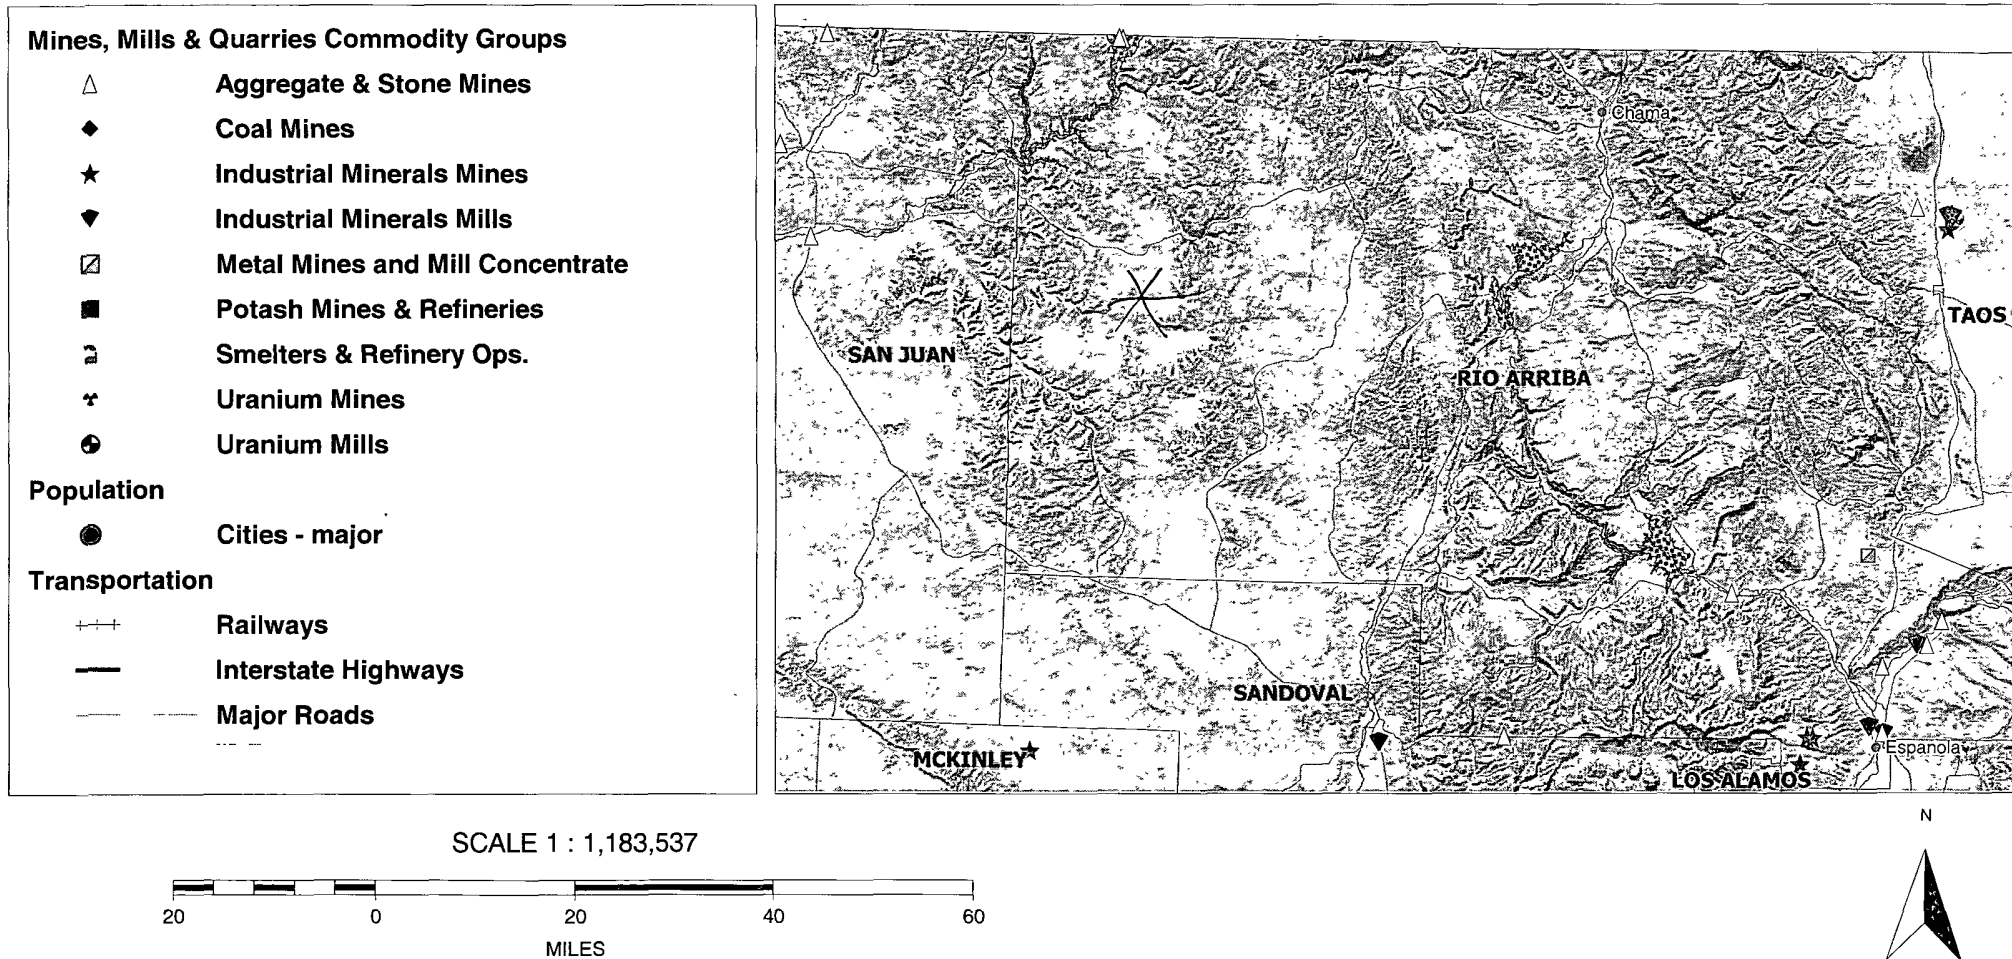 Mines, Mills & Quarries Commodity Groups
Aggregate & Stone Mines
Coal Mines
Industrial Minerals Mines
Industrial Minerals Mills
Metal Mines and Mill Concentrate
Potash Mines & Refineries
Smelters & Refinery Ops.
Uranium Mines
Uranium Mills
Population
Cities - major
Transportation
Railways
Interstate Highways
Major Roads
Chama
TAOS
SAN JUAN
RIO ARRIBA
SANDOVAL
MCKINLEY
Espanola
LOS ALAMOS
SCALE 1 : 1,183,537
20 0 20 40 60
MILES
N